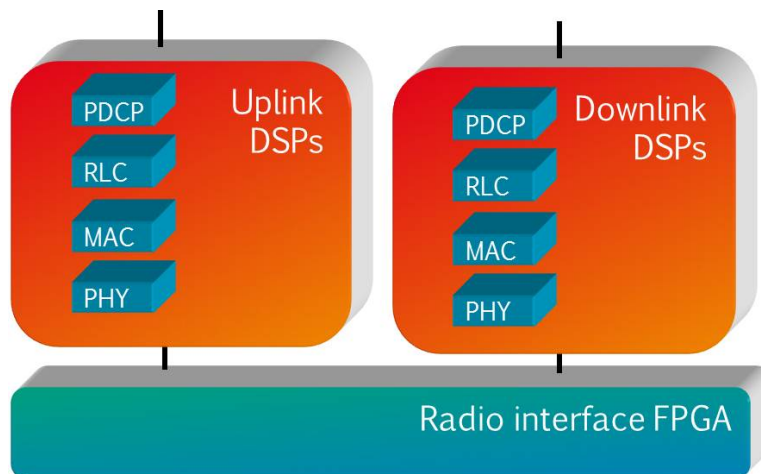 Uplink
DSPs
PDCP
RLC
MAC
PHY
Downlink
DSPs
PDCP
RLC
MAC
PHY
Radio interface FPGA